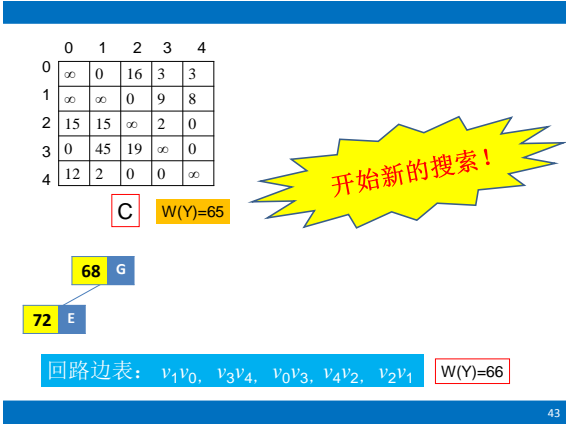 0 1 2 3 4
0 ∞ 0 16 3 3
1 ∞ ∞ 0 9 8
2 15 15 ∞ 2 0
3 0 45 19 ∞ 0
4 12 2 0 0 ∞
开始新的搜索！
C W(Y)=65
68 G
72 E
回路边表： v₁v₀, v₃v₄, v₀v₃, v₄v₂, v₂v₁ W(Y)=66
43